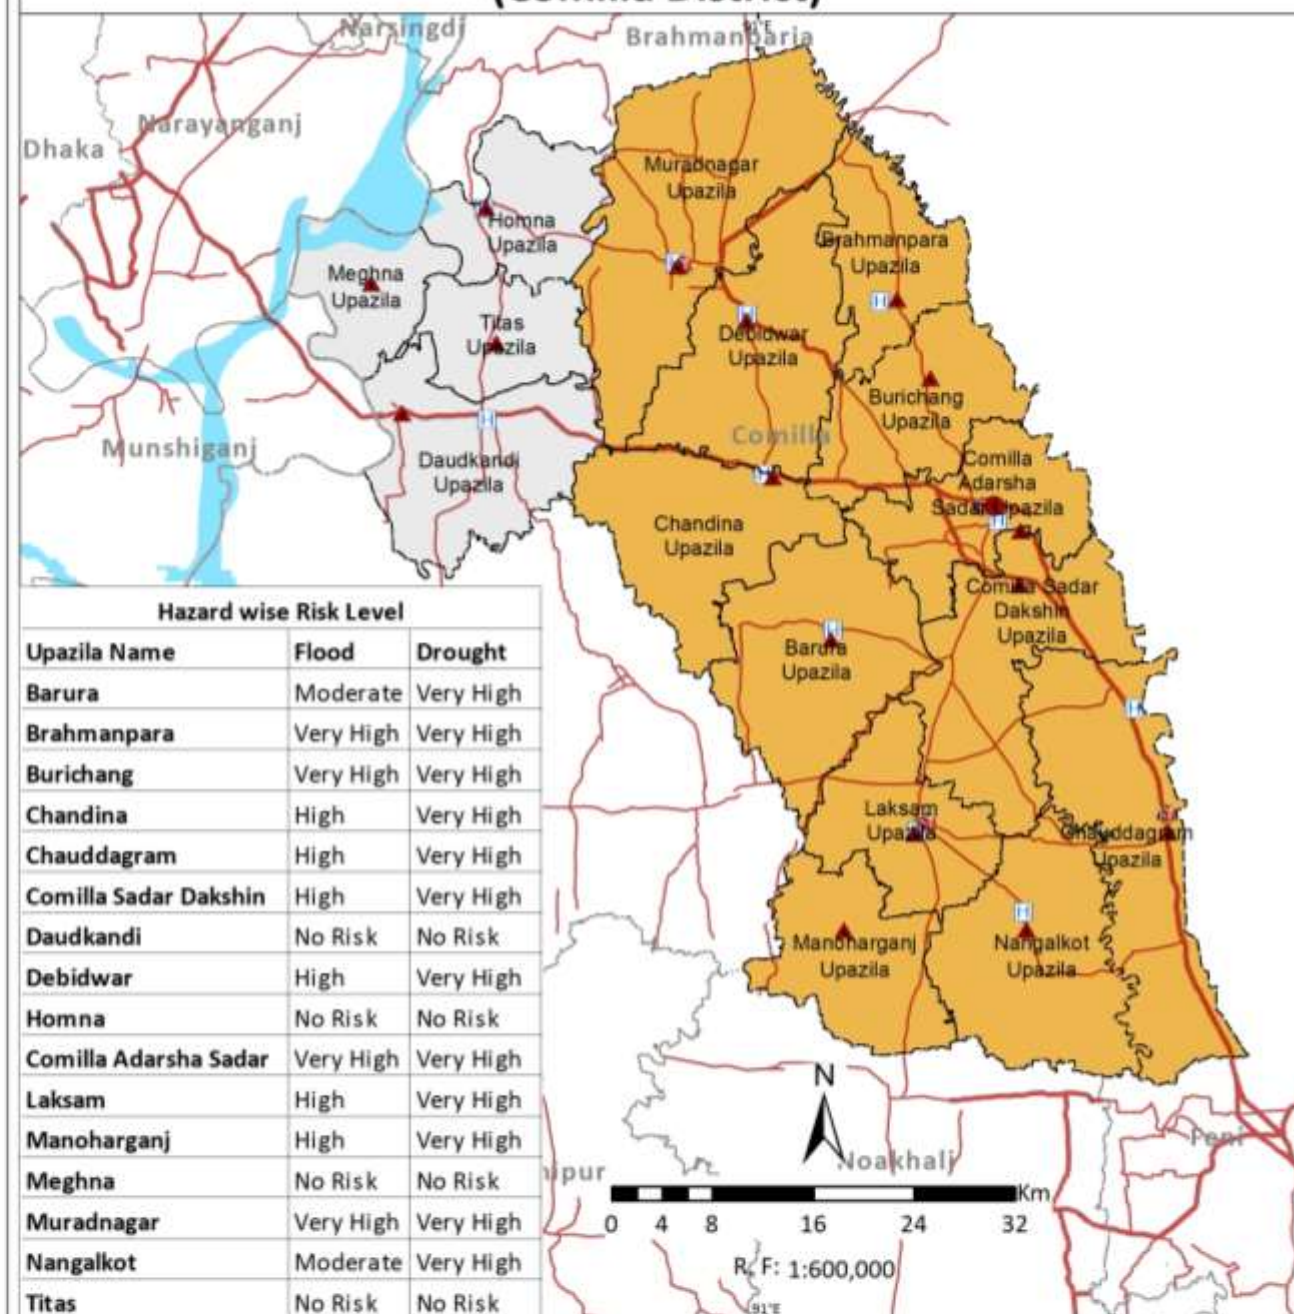 (Comilla District)
Narsingdi
Brahmanbaria
91°E
Narayanganj
Dhaka
Muradnagar
Upazila
Homna
Upazila
Brahmanpara
Upazila
Meghna
Upazila
Titas
Upazila
Debidwar
Upazila
Burichang
Upazila
Munshiganj
Comilla
Daudkandi
Upazila
Comilla
Adarsha
Sadar Upazila
Chandina
Upazila
Comilla Sadar
Dakshin
Upazila
Barura
Upazila
Laksam
Upazila
Chauddagram
Upazila
Manoharganj
Upazila
Nangalkot
Upazila
Hazard wise Risk Level
Upazila Name Flood Drought
Barura Moderate Very High
Brahmanpara Very High Very High
Burichang Very High Very High
Chandina High Very High
Chauddagram High Very High
Comilla Sadar Dakshin High Very High
Daudkandi No Risk No Risk
Debidwar High Very High
Homna No Risk No Risk
Comilla Adarsha Sadar Very High Very High
Laksam High Very High
Manoharganj High Very High
Meghna No Risk No Risk
Muradnagar Very High Very High
Nangalkot Moderate Very High
Titas No Risk No Risk
N
Noakhali
Feni
ipur
Km
0 4 8 16 24 32
R. F: 1:600,000
91°E